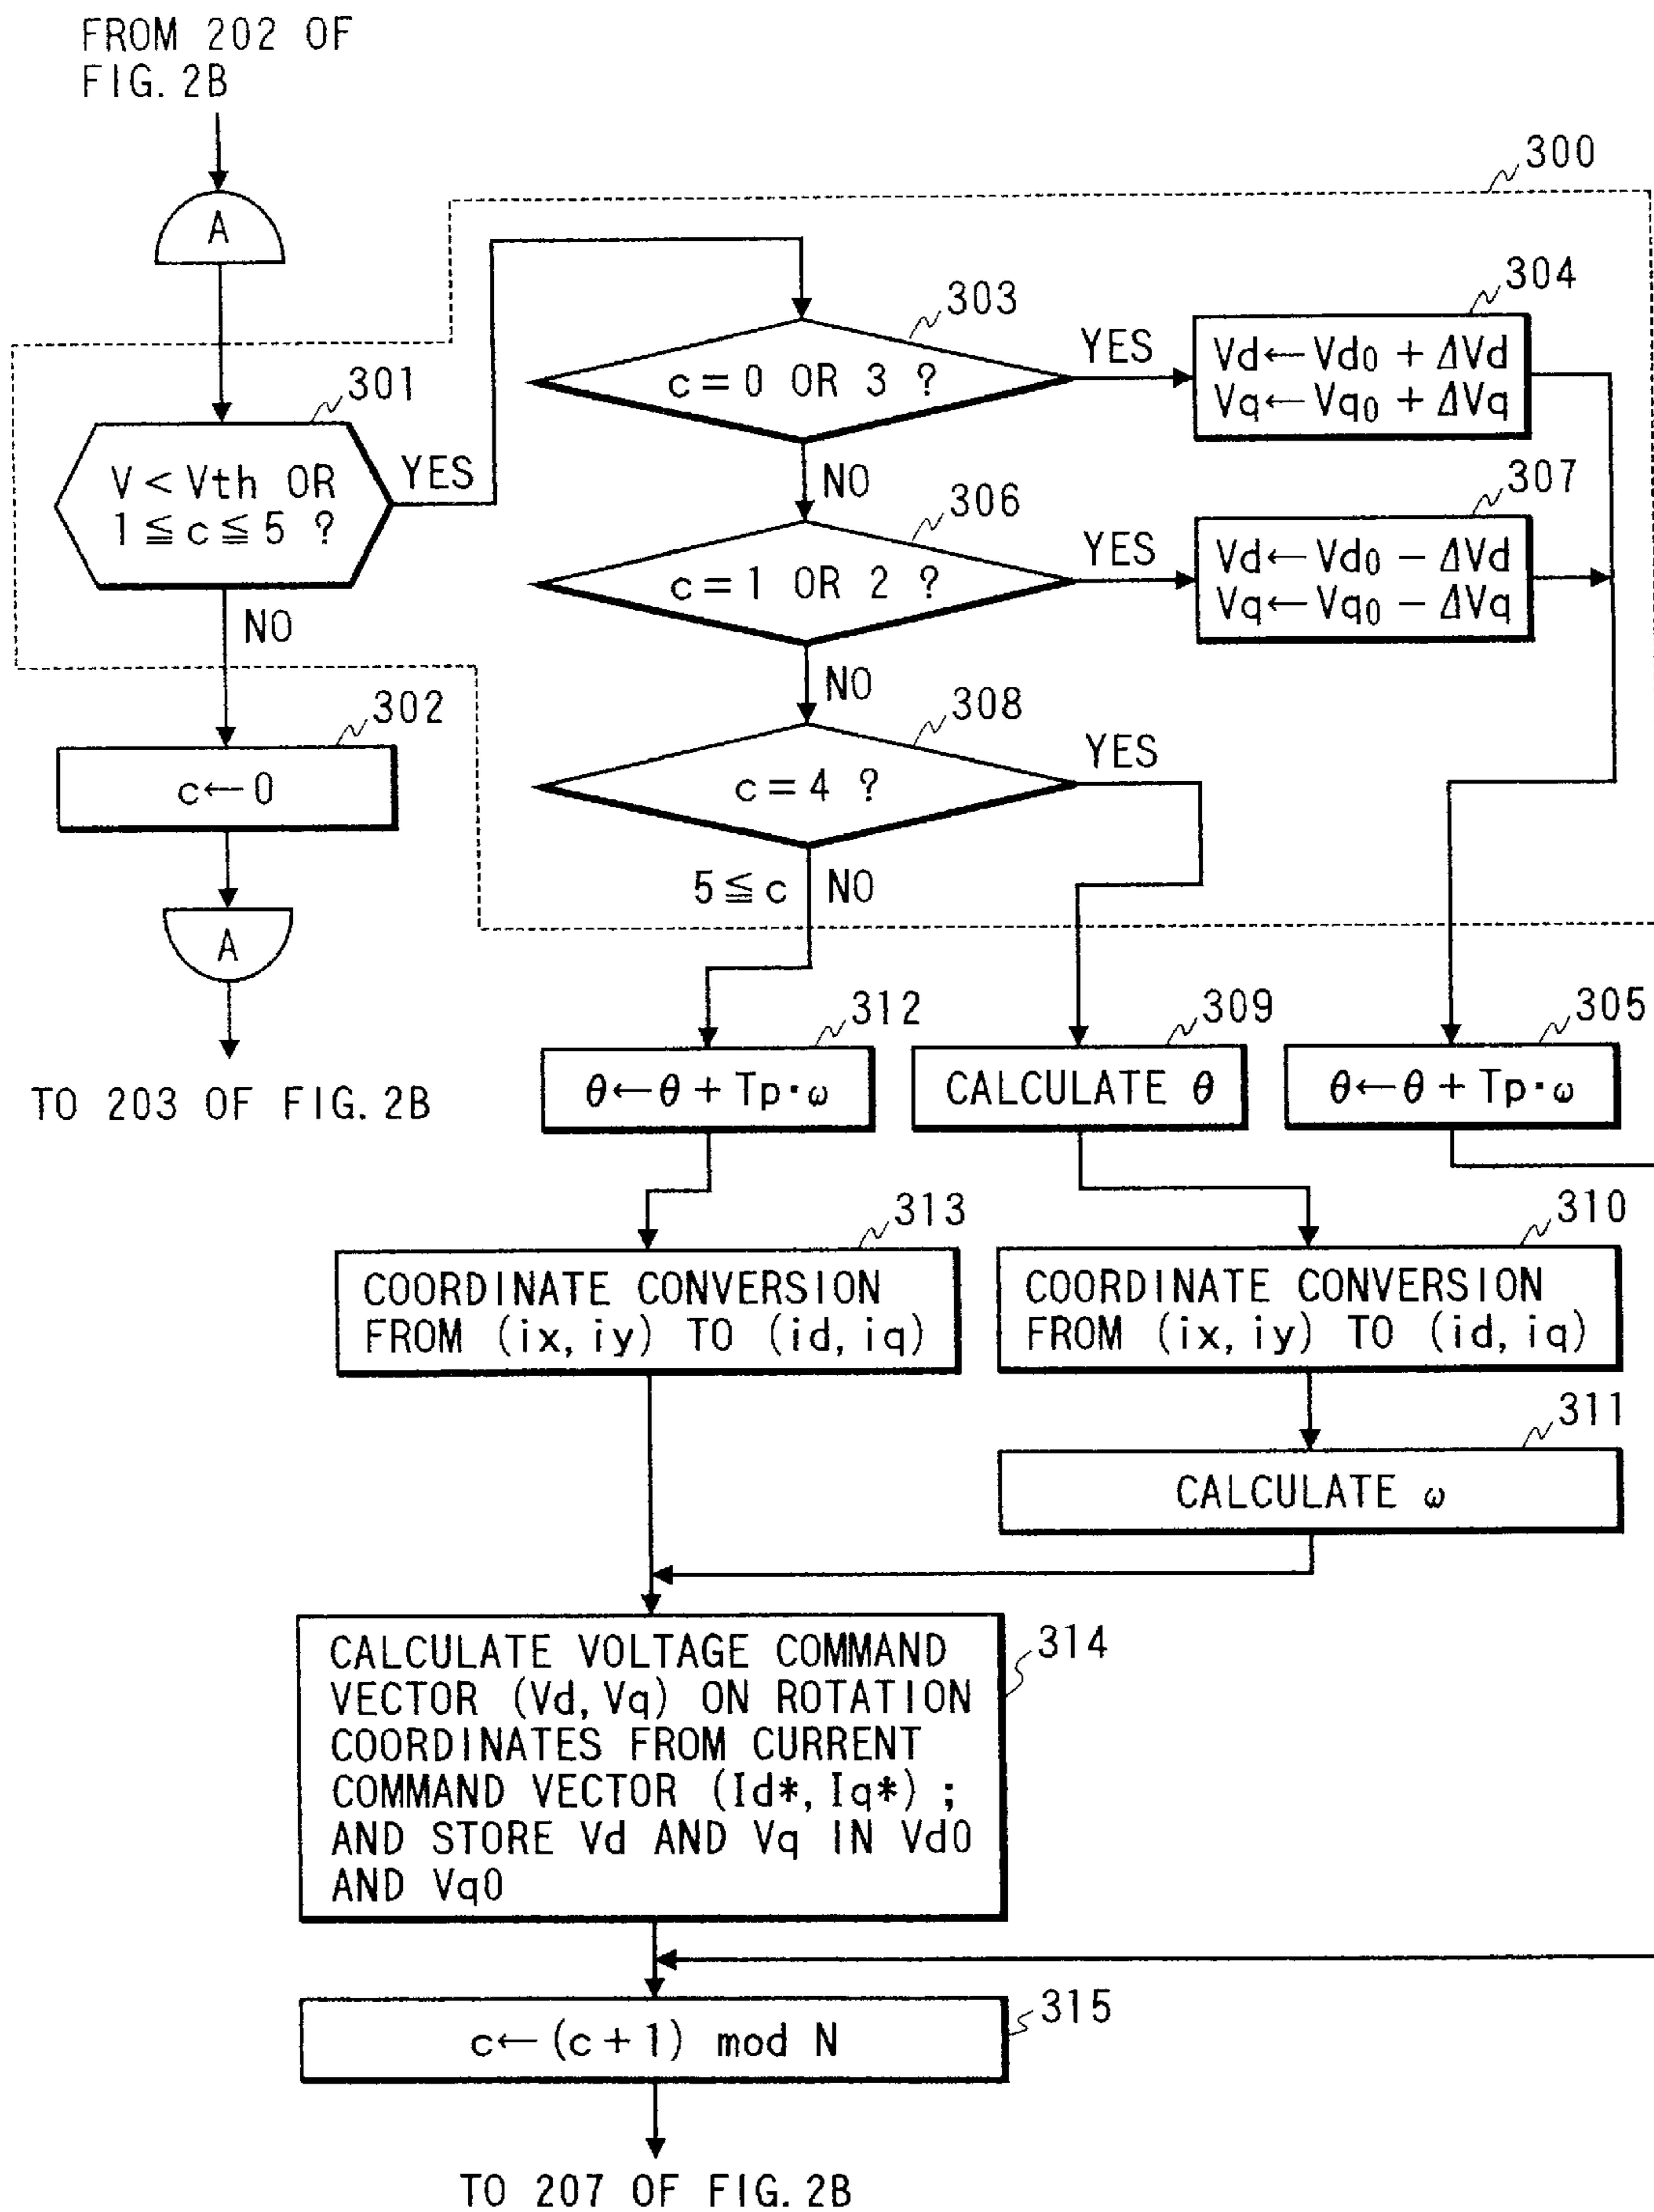 FROM 202 OF
FIG. 2B
A
300
301
V < Vth OR
1 ≦ c ≦ 5 ?
YES
NO
302
c ← 0
A
TO 203 OF FIG. 2B
303
c = 0 OR 3 ?
YES
NO
304
Vd ← Vd0 + ΔVd
Vq ← Vq0 + ΔVq
306
c = 1 OR 2 ?
YES
NO
307
Vd ← Vd0 − ΔVd
Vq ← Vq0 − ΔVq
308
c = 4 ?
YES
5 ≦ c
NO
312
θ ← θ + Tp · ω
309
CALCULATE θ
305
θ ← θ + Tp · ω
313
COORDINATE CONVERSION
FROM (ix, iy) TO (id, iq)
310
COORDINATE CONVERSION
FROM (ix, iy) TO (id, iq)
311
CALCULATE ω
314
CALCULATE VOLTAGE COMMAND
VECTOR (Vd, Vq) ON ROTATION
COORDINATES FROM CURRENT
COMMAND VECTOR (Id*, Iq*) ;
AND STORE Vd AND Vq IN Vd0
AND Vq0
315
c ← (c + 1) mod N
TO 207 OF FIG. 2B